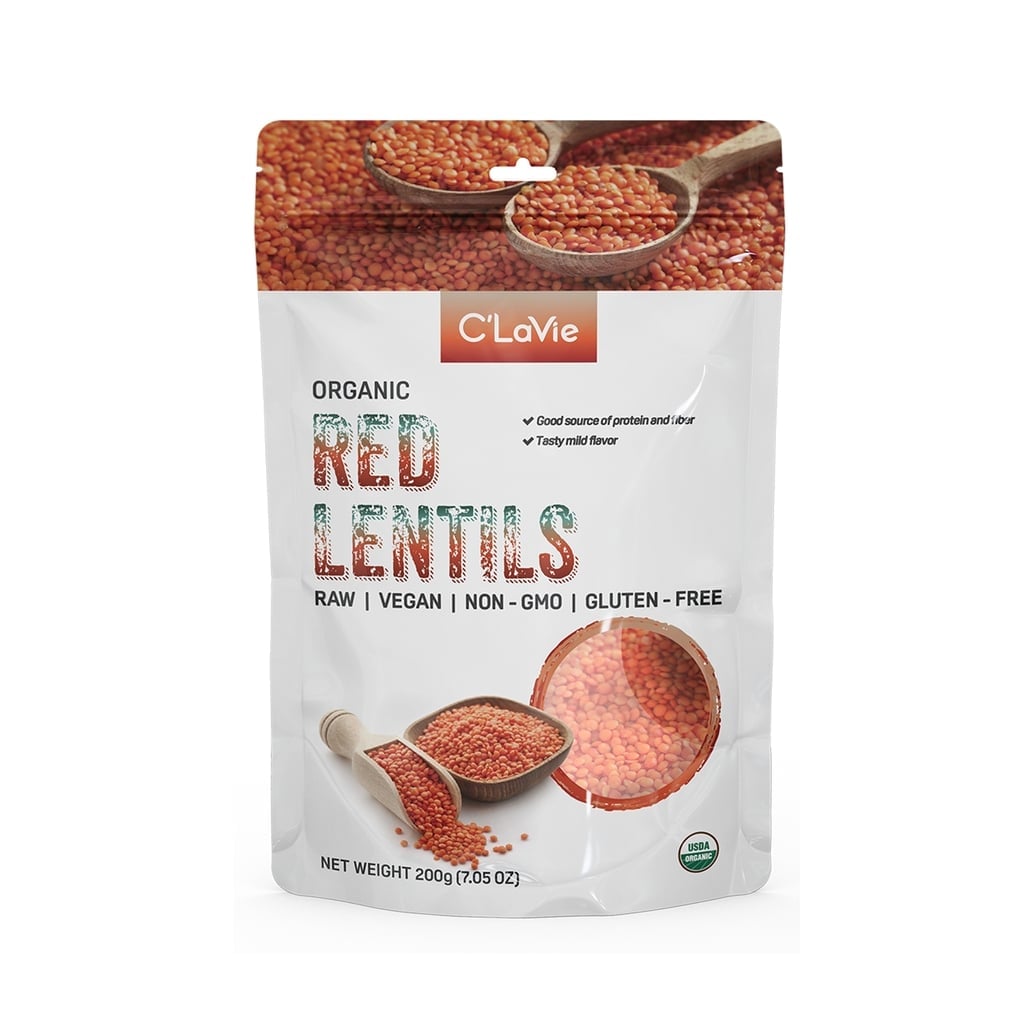 C'LaVie
ORGANIC
RED
LENTILS
✓ Good source of protein and fiber
✓ Tasty mild flavor
RAW | VEGAN | NON - GMO | GLUTEN - FREE
NET WEIGHT 200g (7.05 OZ)
USDA
ORGANIC